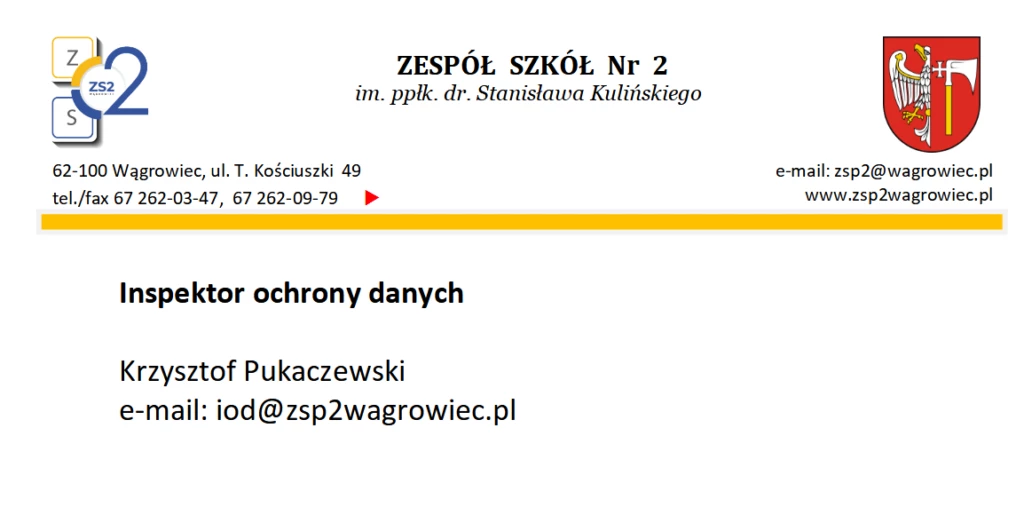 Z
S
ZS2
ZESPÓŁ SZKÓŁ Nr 2
im. ppłk. dr. Stanisława Kulińskiego
62-100 Wągrowiec, ul. T. Kościuszki 49
tel./fax 67 262-03-47, 67 262-09-79
e-mail: zsp2@wagrowiec.pl
www.zsp2wagrowiec.pl
Inspektor ochrony danych
Krzysztof Pukaczewski
e-mail: iod@zsp2wagrowiec.pl